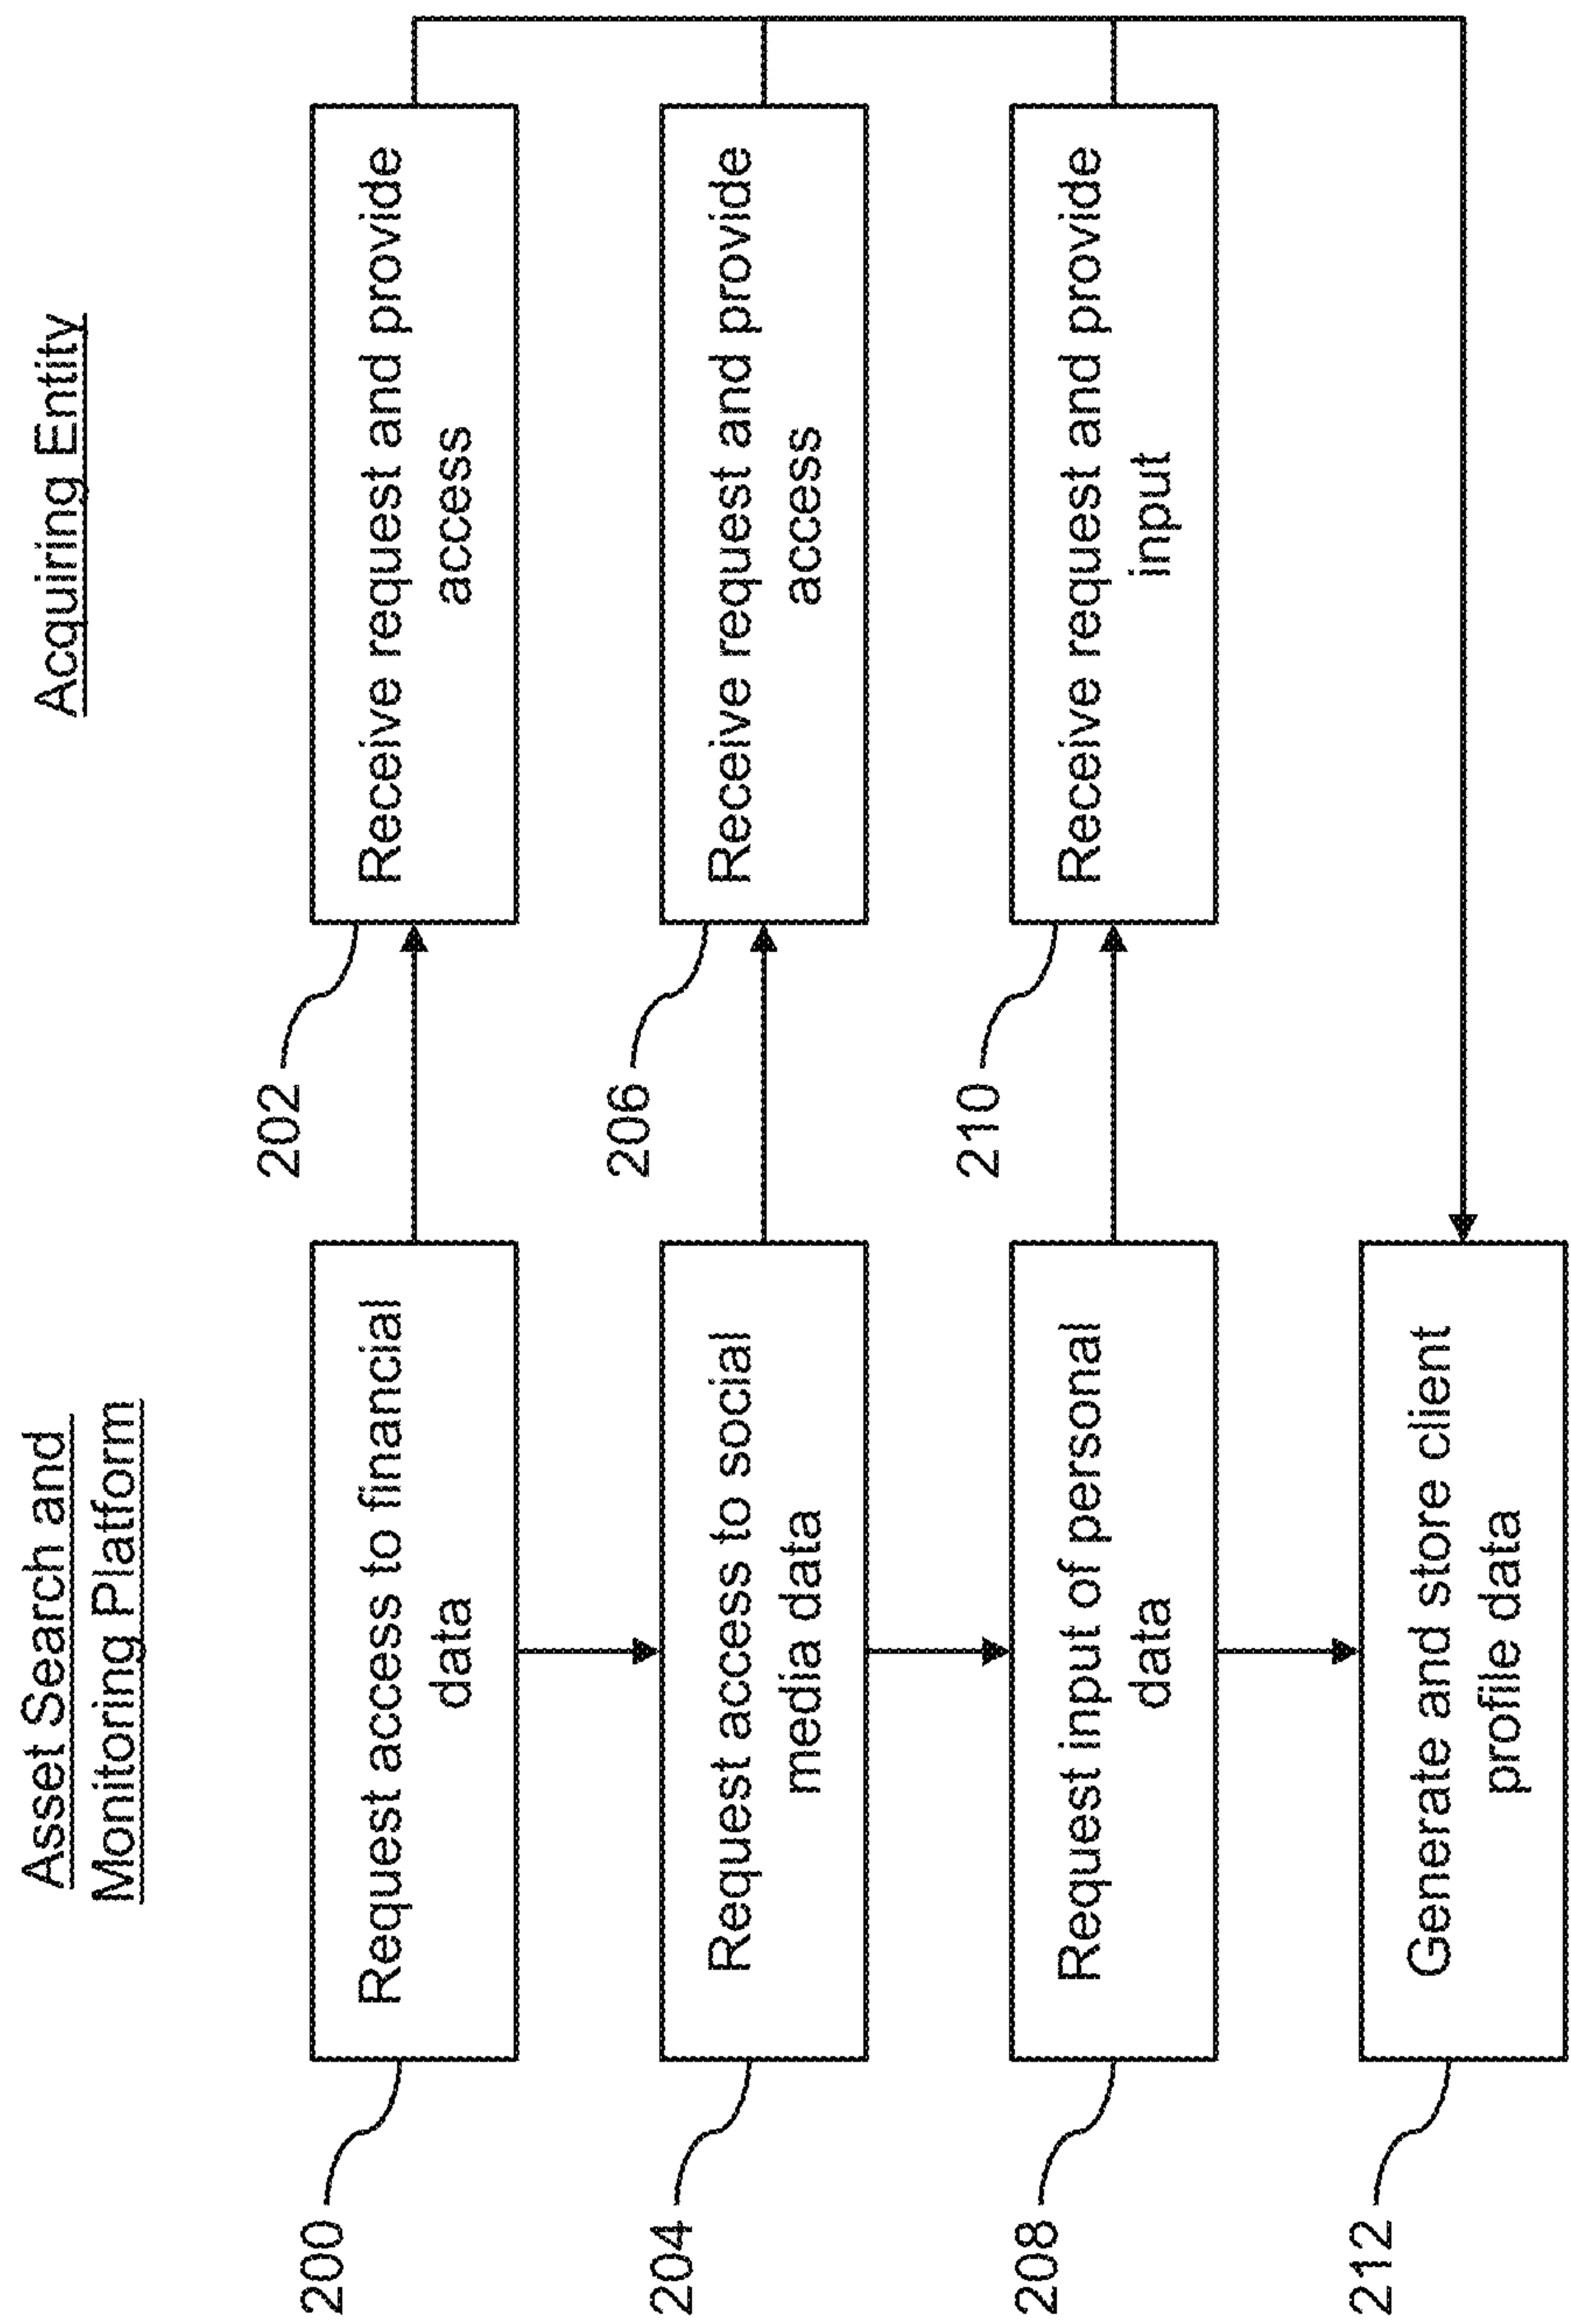 Asset Search and
Monitoring Platform
Acquiring Entity
200
Request access to financial
data
202
Receive request and provide
access
204
Request access to social
media data
206
Receive request and provide
access
208
Request input of personal
data
210
Receive request and provide
input
212
Generate and store client
profile data